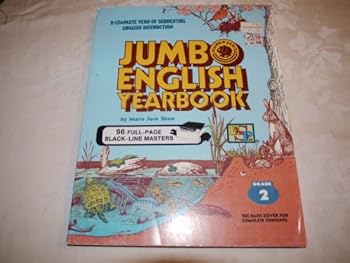 A COMPLETE YEAR OF SEQUENTIAL
ENGLISH INSTRUCTION
JUMBO
ENGLISH
YEARBOOK
by Marie Jean Shaw
96 FULL-PAGE
BLACK-LINE MASTERS
GRADE
2
SEE BACK COVER FOR
COMPLETE CONTENTS